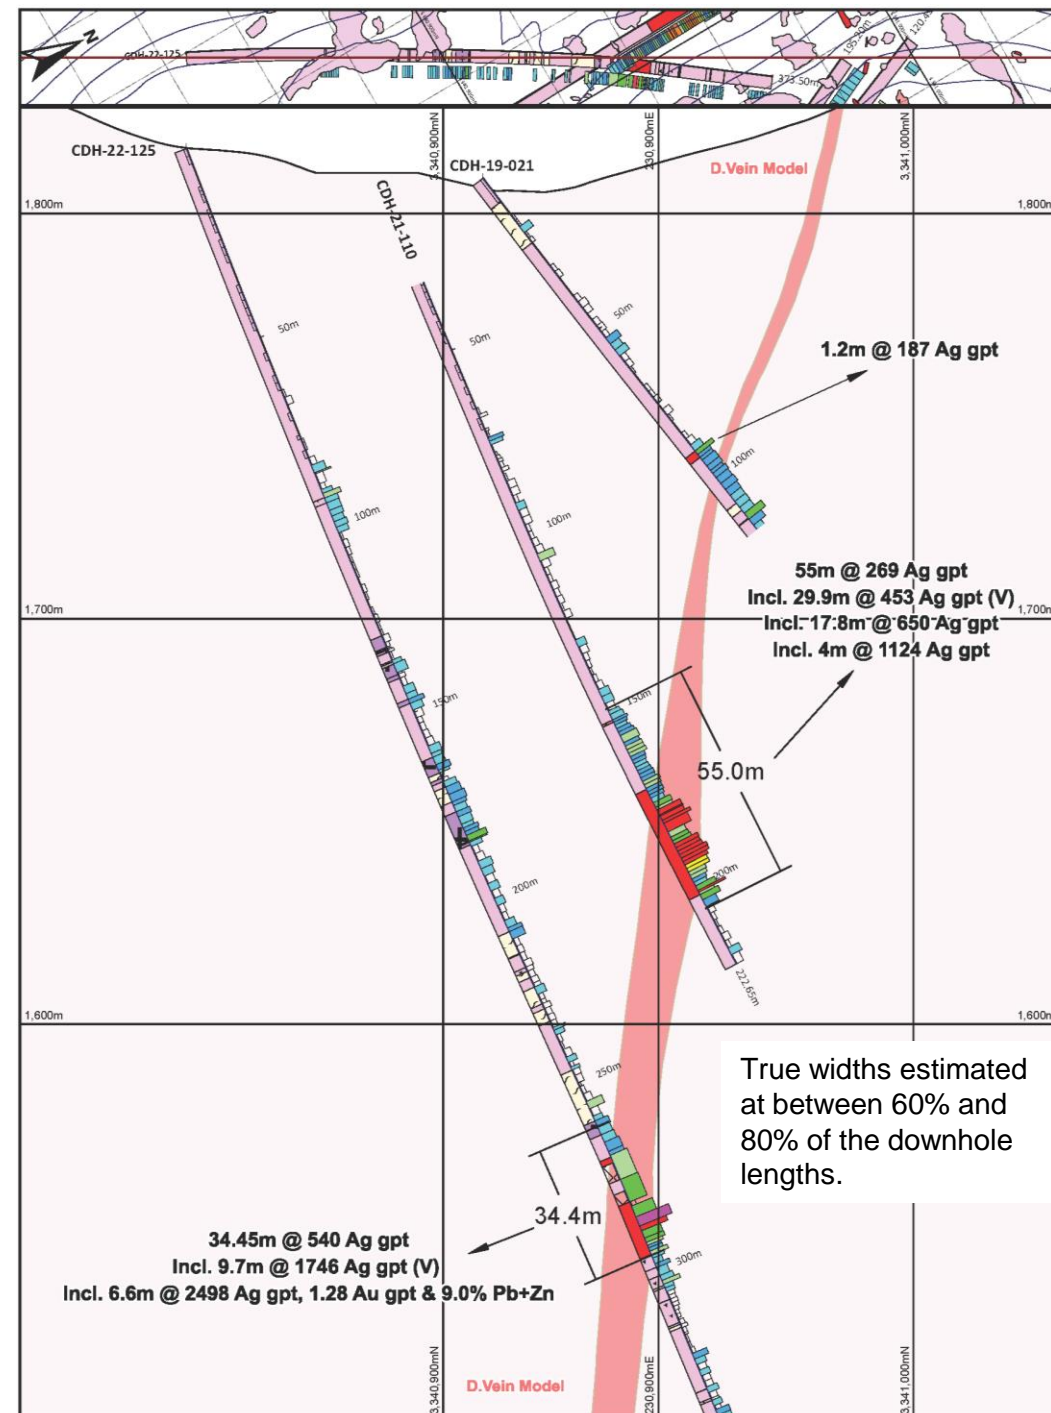 N
CDH-22-125
373.50m
195.20m
120.4
CDH-22-125
CDH-21-110
CDH-19-021
3,340,900mN
230,900mE
3,341,000mN
D.Vein Model
1,800m
1,800m
50m
50m
50m
1.2m @ 187 Ag gpt
100m
100m
100m
55m @ 269 Ag gpt
Incl. 29.9m @ 453 Ag gpt (V)
1,700m
1,700m
Incl. 17.8m @ 650 Ag gpt
Incl. 4m @ 1124 Ag gpt
150m
150m
55.0m
200m
200m
222.65m
1,600m
1,600m
250m
True widths estimated
at between 60% and
80% of the downhole
lengths.
34.4m
34.45m @ 540 Ag gpt
Incl. 9.7m @ 1746 Ag gpt (V)
Incl. 6.6m @ 2498 Ag gpt, 1.28 Au gpt & 9.0% Pb+Zn
300m
D.Vein Model
3,340,900mN
230,900mE
3,341,000mN